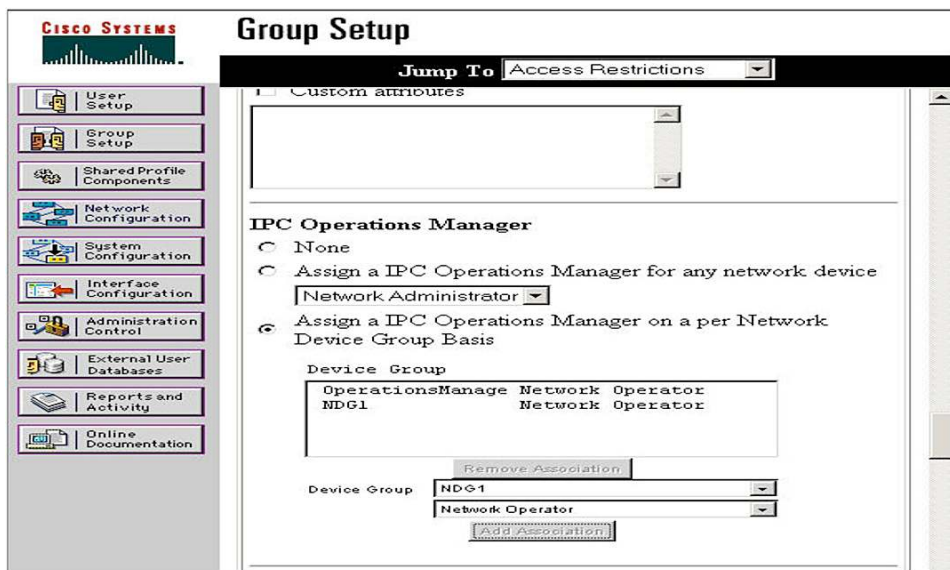 CISCO SYSTEMS
Group Setup
Jump To Access Restrictions
User
Setup
Group
Setup
Shared Profile
Components
Network
Configuration
System
Configuration
Interface
Configuration
Administration
Control
External User
Databases
Reports and
Activity
Online
Documentation
Custom attributes
IPC Operations Manager
None
Assign a IPC Operations Manager for any network device
Network Administrator
Assign a IPC Operations Manager on a per Network
Device Group Basis
Device Group
OperationsManage Network Operator
NDG1 Network Operator
Remove Association
Device Group NDG1
Network Operator
Add Association